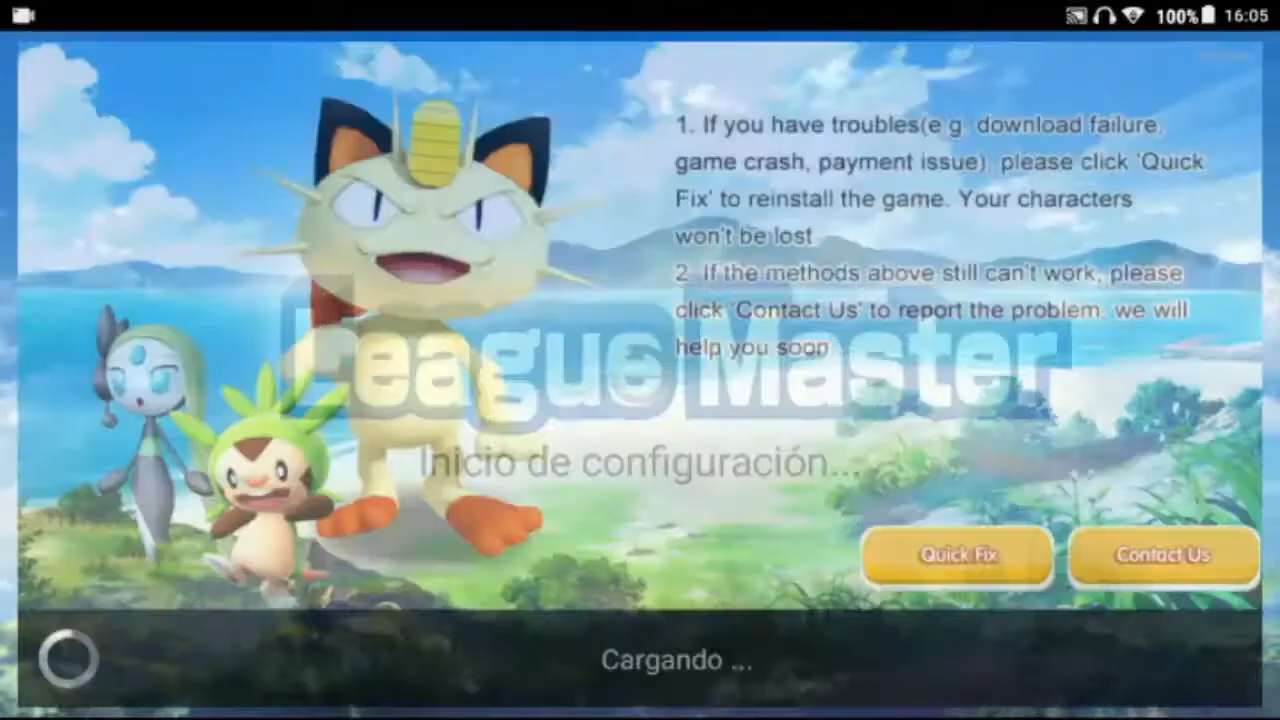 100% 16:05
1. If you have troubles(e g download failure,
game crash, payment issue), please click 'Quick
Fix' to reinstall the game. Your characters
won't be lost
2. If the methods above still can't work, please
click 'Contact Us' to report the problem, we will
help you soon
League Master
Inicio de configuración...
Quick Fix
Contact Us
Cargando ...